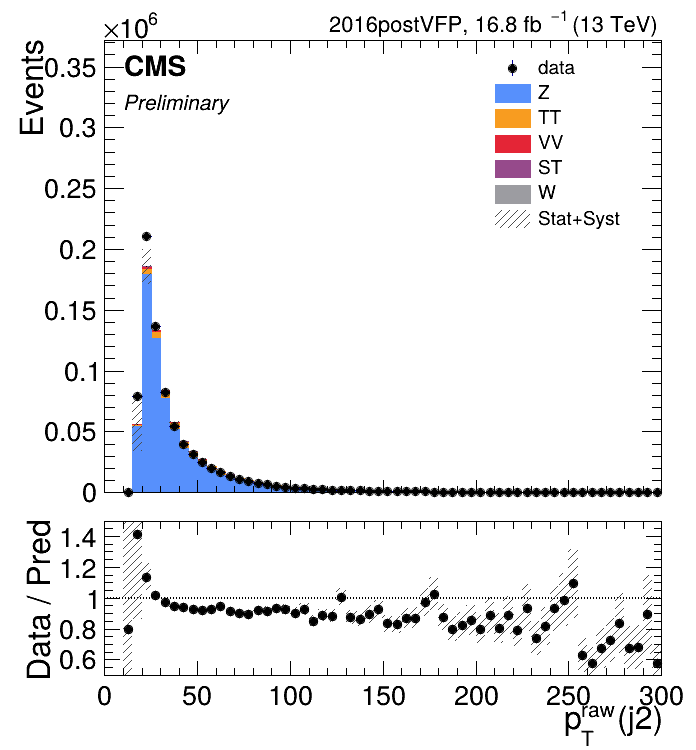 ×10^6
2016postVFP, 16.8 fb^-1 (13 TeV)
Events
CMS
Preliminary
data
Z
TT
VV
ST
W
Stat+Syst
0.35
0.3
0.25
0.2
0.15
0.1
0.05
0
Data / Pred
1.4
1.2
1
0.8
0.6
0 50 100 150 200 250 300
p_T^raw(j2)